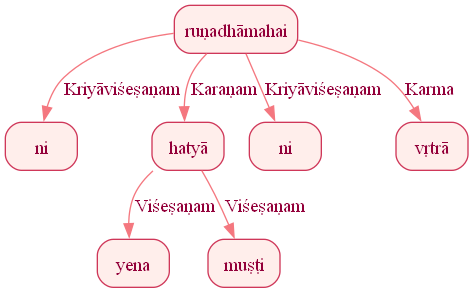 ruṇadhāmahai
Kriyāviśeṣaṇam Karaṇam Kriyāviśeṣaṇam Karma
ni hatyā ni vṛtrā
Viśeṣaṇam Viśeṣaṇam
yena muṣṭi